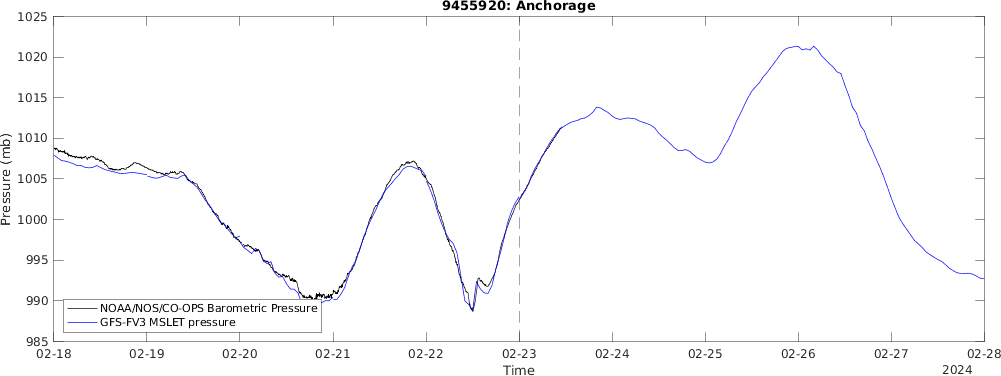 9455920: Anchorage
1025
1020
1015
1010
1005
1000
995
990
985
Pressure (mb)
NOAA/NOS/CO-OPS Barometric Pressure
GFS-FV3 MSLET pressure
02-18 02-19 02-20 02-21 02-22 02-23 02-24 02-25 02-26 02-27 02-28
Time
2024